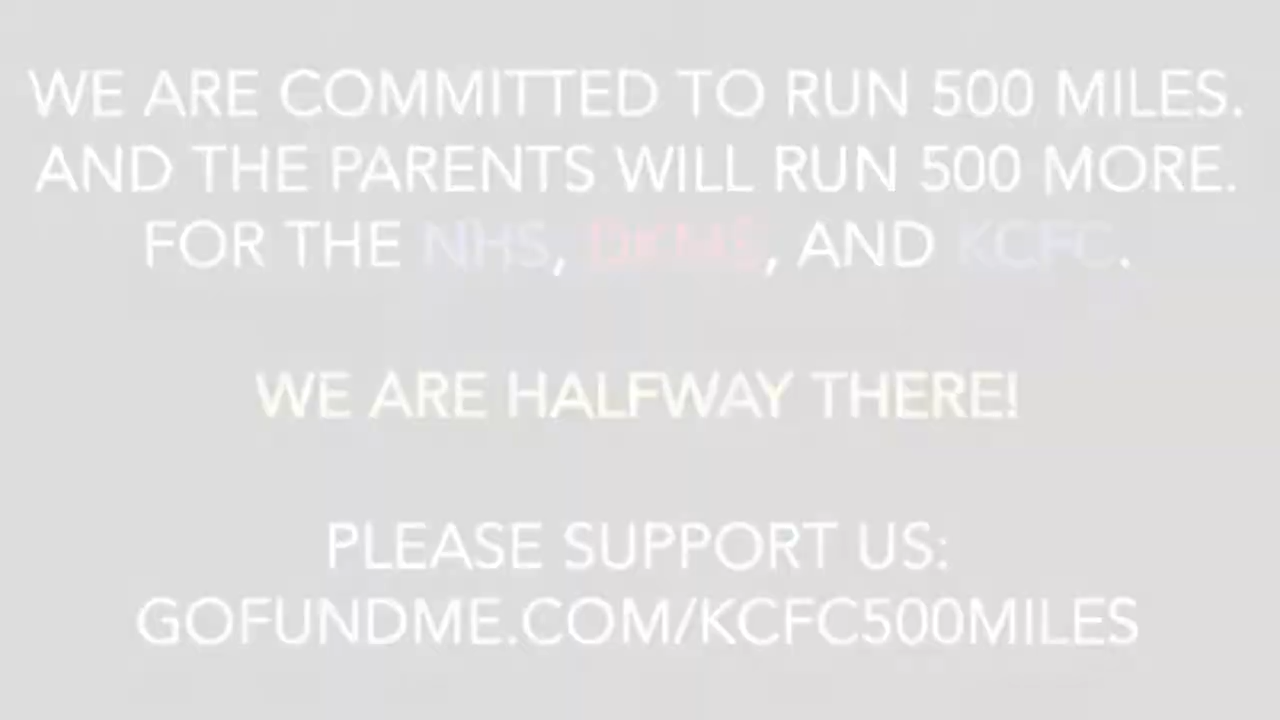 WE ARE COMMITTED TO RUN 500 MILES.
AND THE PARENTS WILL RUN 500 MORE.
FOR THE NHS, DKMS, AND KCFC.
WE ARE HALFWAY THERE!
PLEASE SUPPORT US:
GOFUNDME.COM/KCFC500MILES